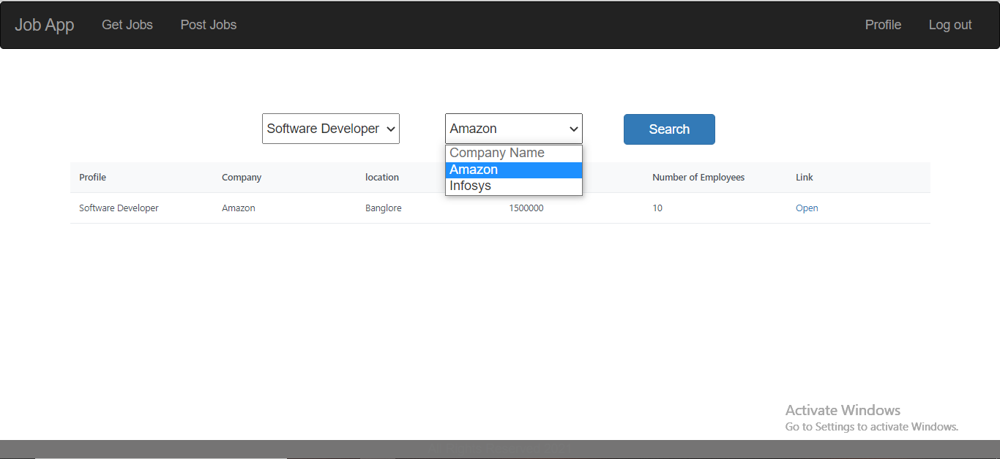 Job App Get Jobs Post Jobs Profile Log out
Software Developer Amazon Search
Company Name
Amazon
Infosys
Profile Company location Number of Employees Link
Software Developer Amazon Banglore 1500000 10 Open
Activate Windows
Go to Settings to activate Windows.